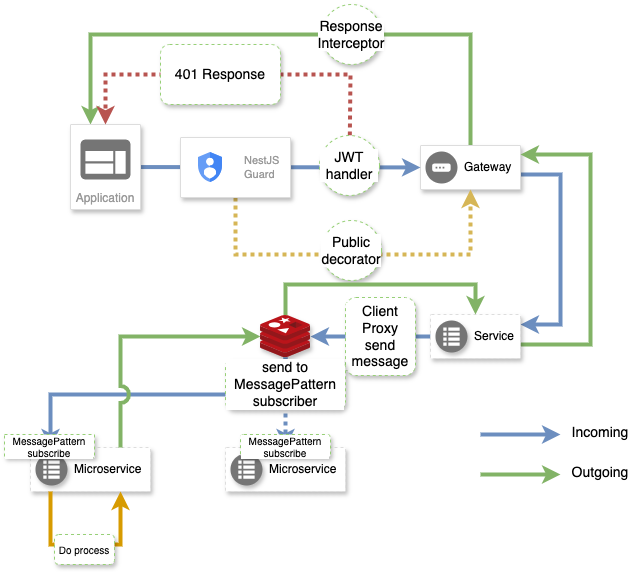 Response
Interceptor
401 Response
Application
NestJS
Guard
JWT
handler
Gateway
Public
decorator
Client
Proxy
send
message
Service
send to
MessagePattern
subscriber
MessagePattern
subscribe
Microservice
MessagePattern
subscribe
Microservice
Do process
Incoming
Outgoing